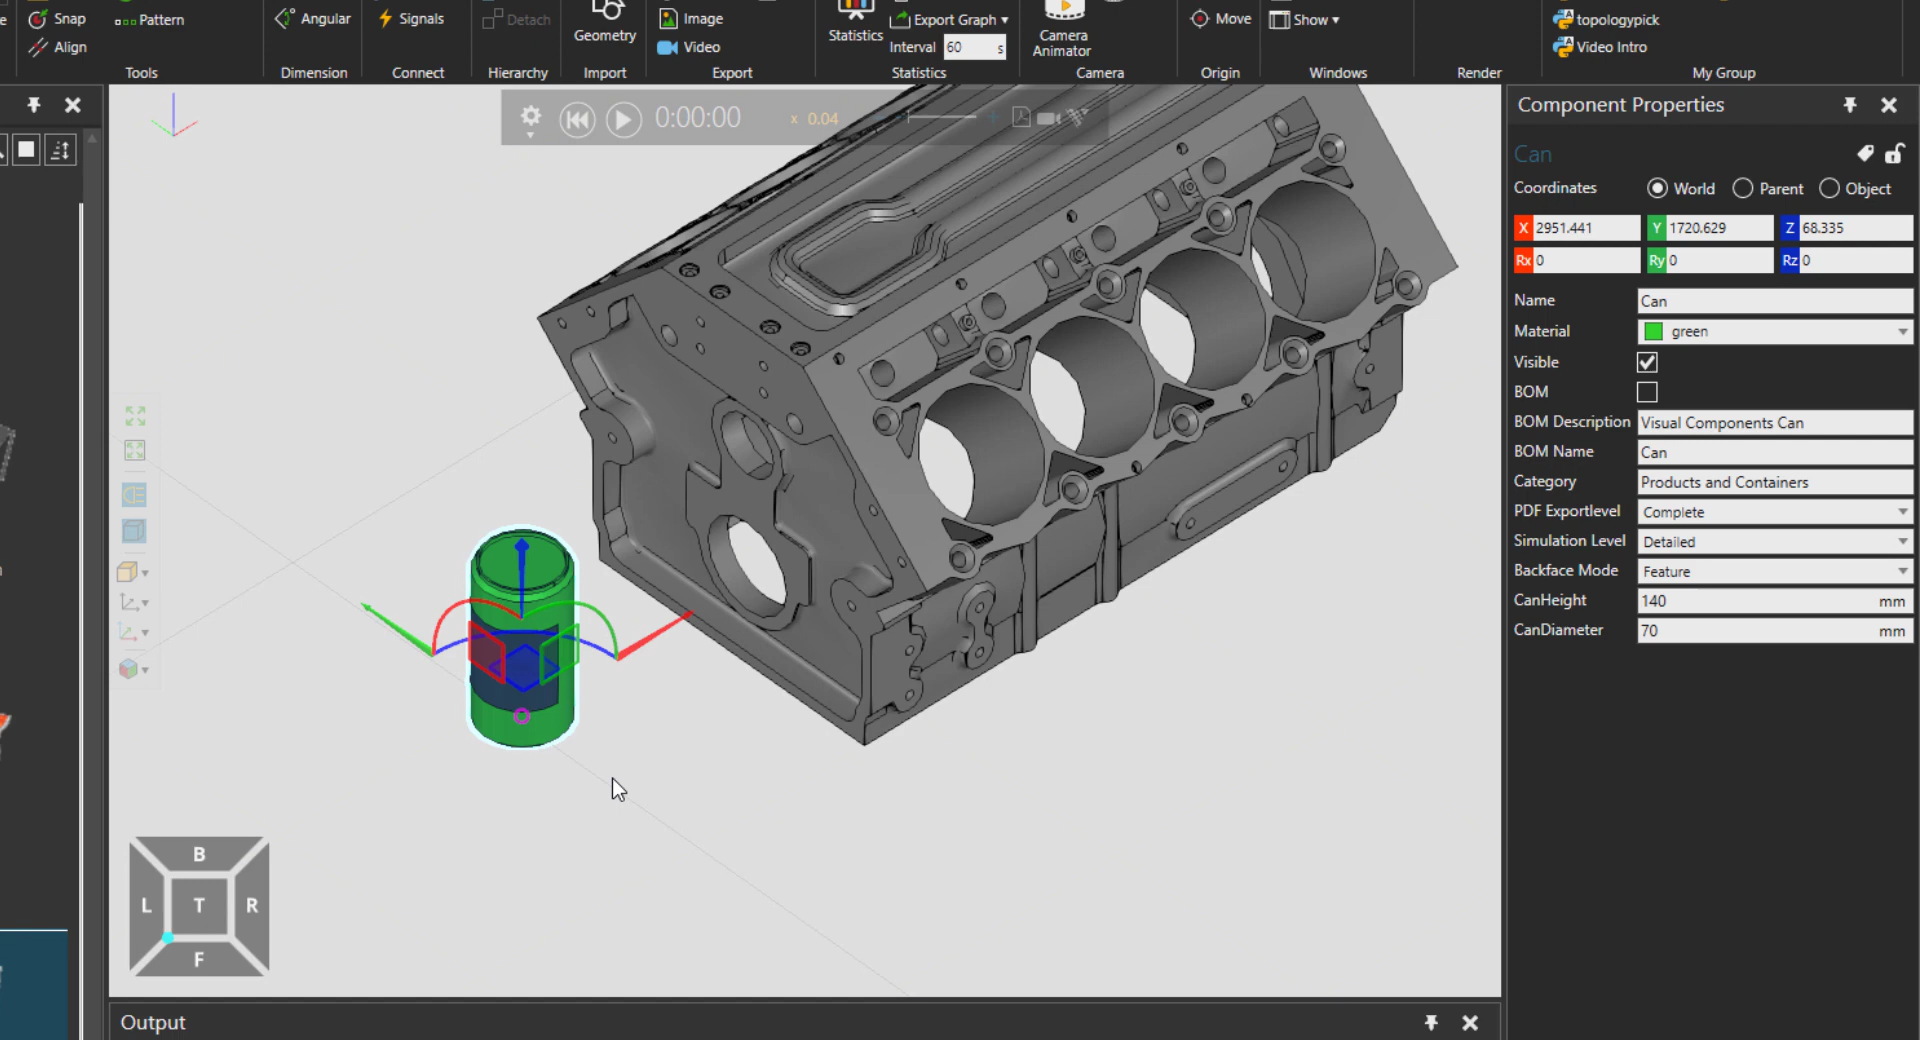 Snap
Pattern
Angular
Signals
Detach
Geometry
Image
Statistics
Export Graph
Camera Animator
Move
Show
topologypick
Align
Video
Interval 60 s
Video Intro
Tools
Dimension
Connect
Hierarchy
Import
Export
Statistics
Camera
Origin
Windows
Render
My Group
0:00:00
x 0.04
B
L T R
F
Output
Component Properties
Can
Coordinates World Parent Object
X 2951.441 Y 1720.629 Z 68.335
Rx 0 Ry 0 Rz 0
Name Can
Material green
Visible
BOM
BOM Description Visual Components Can
BOM Name Can
Category Products and Containers
PDF Exportlevel Complete
Simulation Level Detailed
Backface Mode Feature
CanHeight 140 mm
CanDiameter 70 mm